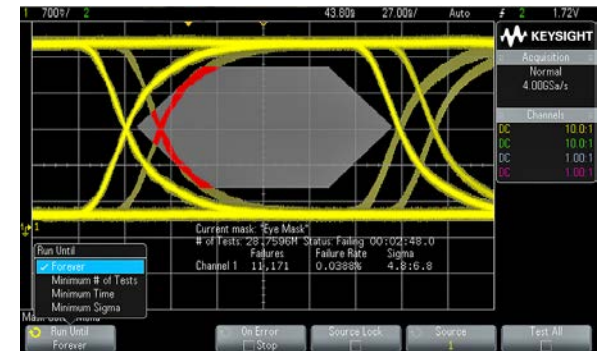 1 700⅞/ 2 43.80s 27.00s/ Auto 2 1.72V
KEYSIGHT
Acquisition
Normal
4.00GSa/s
Channels
DC 10.0:1
DC 10.0:1
DC 1.00:1
DC 1.00:1
Current mask: "Eye Mask"
# of Tests: 28.7596M Status: Failing 00:02:48.0
Failures Failure Rate Sigma
Channel 1 11,171 0.0388% 4.8:6.8
Run Until
Forever
Minimum # of Tests
Minimum Time
Minimum Sigma
Run Until
Forever
On Error
Stop
Source Lock
Source
1
Test All